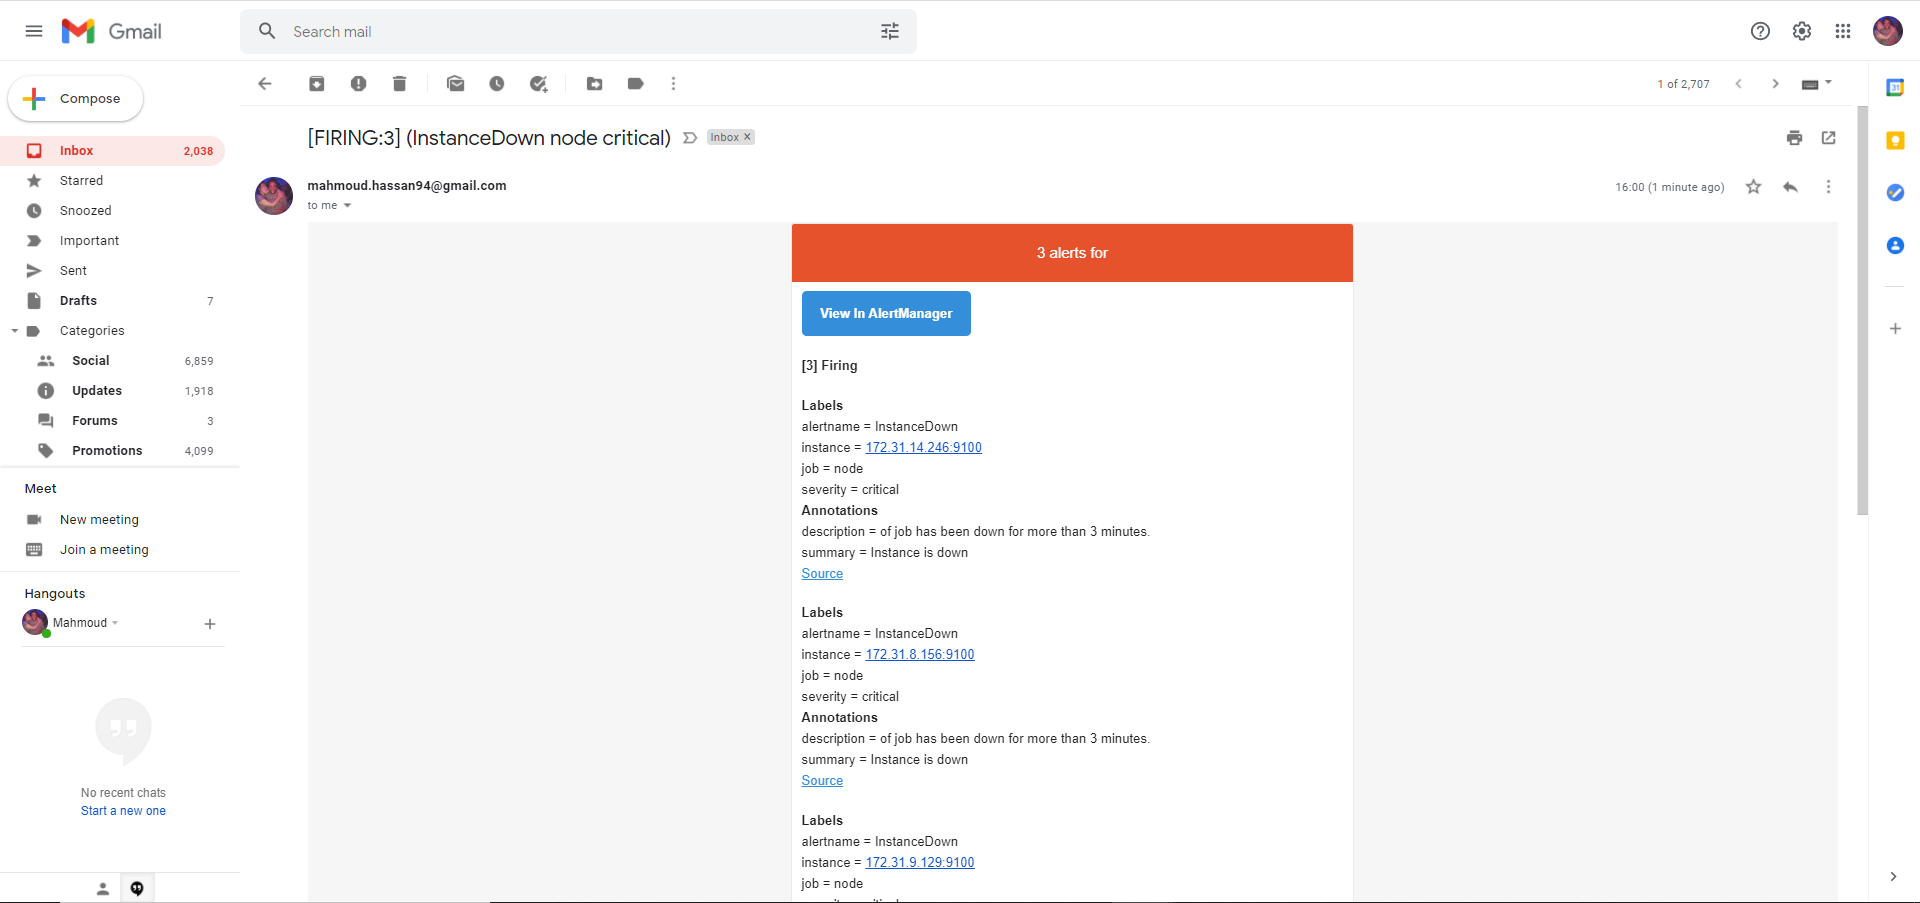 Gmail
Search mail
Compose
1 of 2,707
Inbox 2,038
Starred
Snoozed
Important
Sent
Drafts 7
Categories
Social 6,859
Updates 1,918
Forums 3
Promotions 4,099
Meet
New meeting
Join a meeting
Hangouts
Mahmoud
No recent chats
Start a new one
[FIRING:3] (InstanceDown node critical)
Inbox ×
mahmoud.hassan94@gmail.com
16:00 (1 minute ago)
to me
3 alerts for
View In AlertManager
[3] Firing
Labels
alertname = InstanceDown
instance = 172.31.14.246:9100
job = node
severity = critical
Annotations
description = of job has been down for more than 3 minutes.
summary = Instance is down
Source
Labels
alertname = InstanceDown
instance = 172.31.8.156:9100
job = node
severity = critical
Annotations
description = of job has been down for more than 3 minutes.
summary = Instance is down
Source
Labels
alertname = InstanceDown
instance = 172.31.9.129:9100
job = node
31